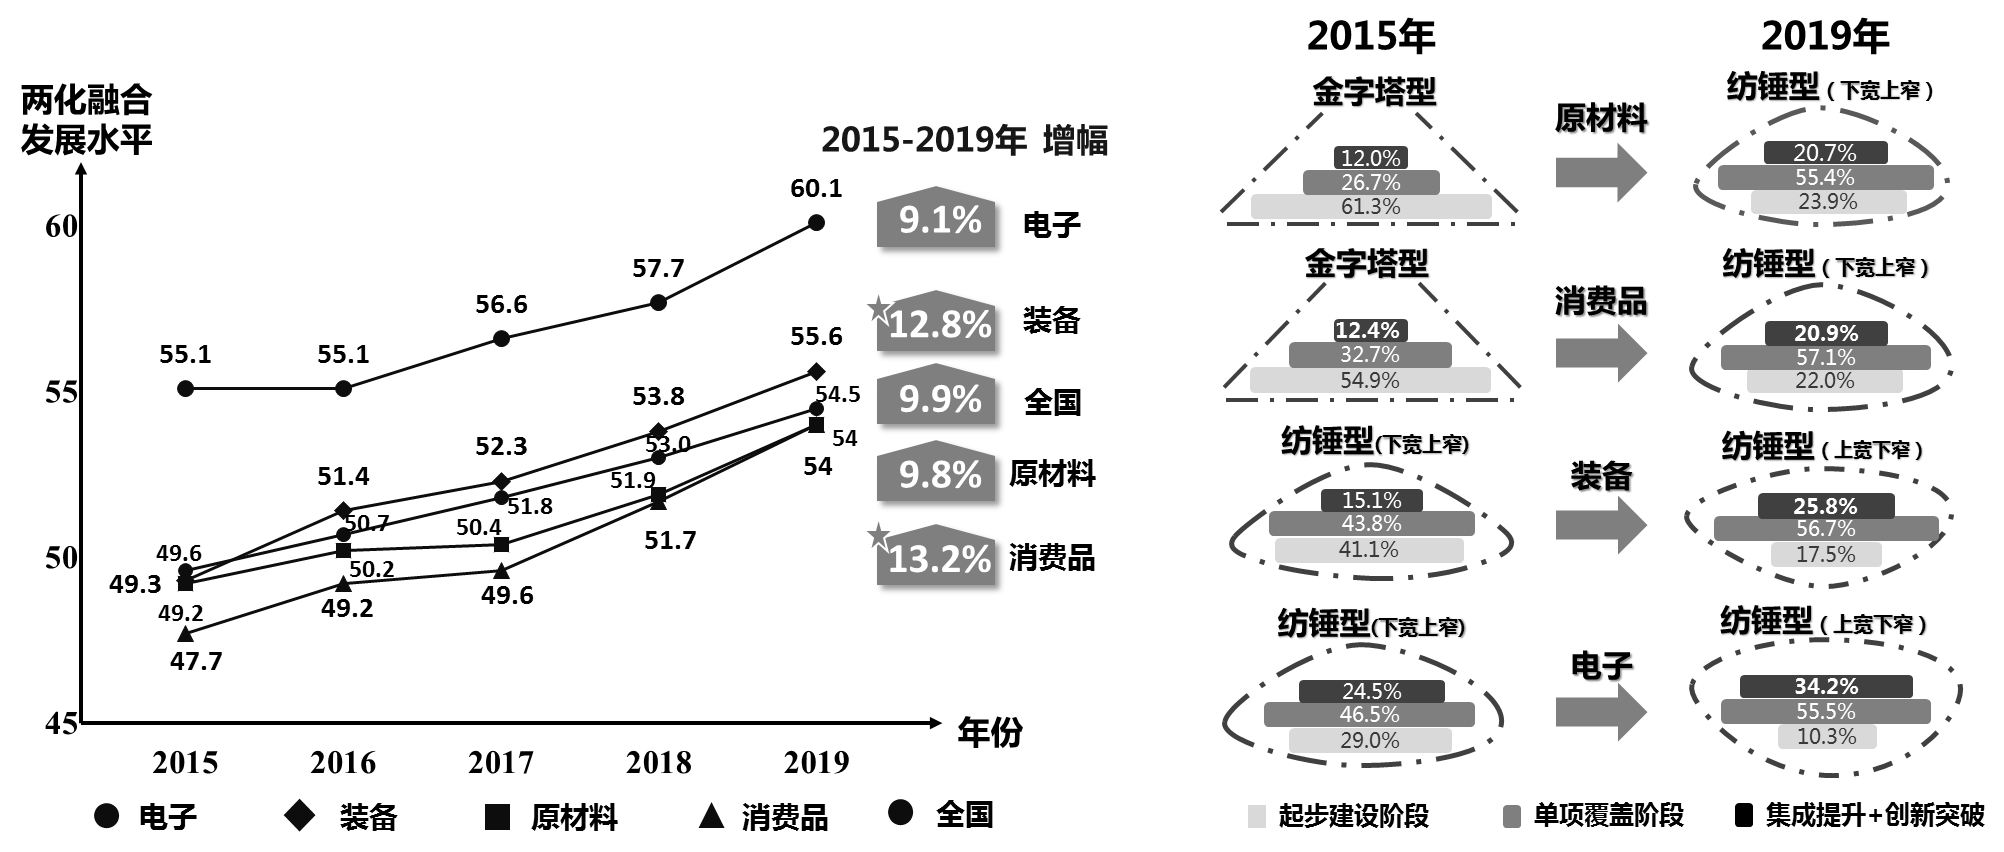 两化融合
发展水平
2015-2019年 增幅
60
55
50
45
55.1
55.1
56.6
57.7
60.1
51.4
52.3
53.8
55.6
49.6
50.7
51.8
53.0
54.5
49.3
49.2
50.2
50.4
51.9
54
47.7
49.2
49.6
51.7
54
2015
2016
2017
2018
2019
年份
9.1% 电子
12.8% 装备
9.9% 全国
9.8% 原材料
13.2% 消费品
电子 装备 原材料 消费品 全国
2015年
2019年
金字塔型
12.0%
26.7%
61.3%
原材料
纺锤型（下宽上窄）
20.7%
55.4%
23.9%
金字塔型
12.4%
32.7%
54.9%
消费品
纺锤型（下宽上窄）
20.9%
57.1%
22.0%
纺锤型(下宽上窄)
15.1%
43.8%
41.1%
装备
纺锤型（上宽下窄）
25.8%
56.7%
17.5%
纺锤型(下宽上窄)
24.5%
46.5%
29.0%
电子
纺锤型（上宽下窄）
34.2%
55.5%
10.3%
起步建设阶段 单项覆盖阶段 集成提升+创新突破